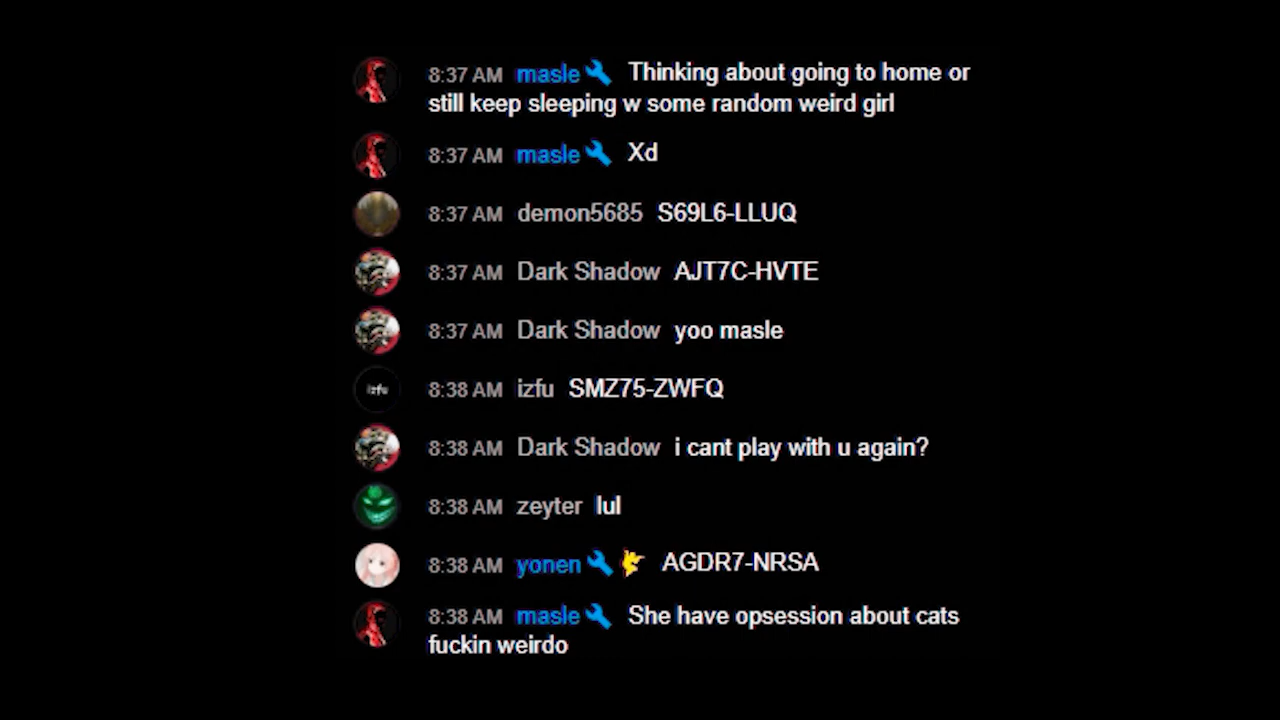 8:37 AM masle Thinking about going to home or
still keep sleeping w some random weird girl
8:37 AM masle Xd
8:37 AM demon5685 S69L6-LLUQ
8:37 AM Dark Shadow AJT7C-HVTE
8:37 AM Dark Shadow yoo masle
izfu 8:38 AM izfu SMZ75-ZWFQ
8:38 AM Dark Shadow i cant play with u again?
8:38 AM zeyter lul
8:38 AM yonen AGDR7-NRSA
8:38 AM masle She have opsession about cats
fuckin weirdo